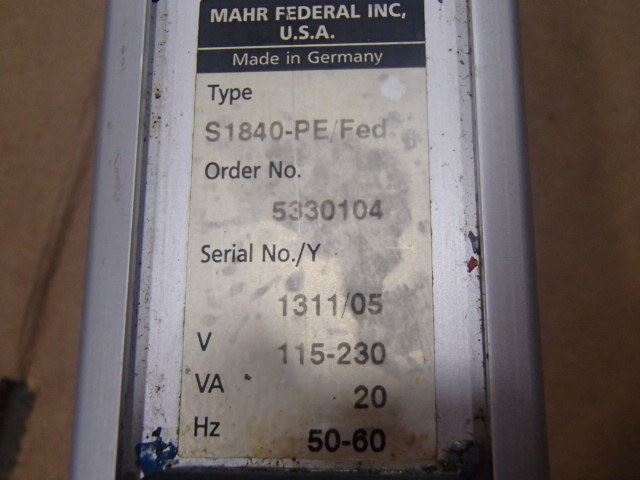 MAHR FEDERAL INC,
U.S.A.
Made in Germany
Type
S1840-PE/Fed
Order No.
5330104
Serial No./Y
1311/05
V 115-230
VA 20
Hz 50-60